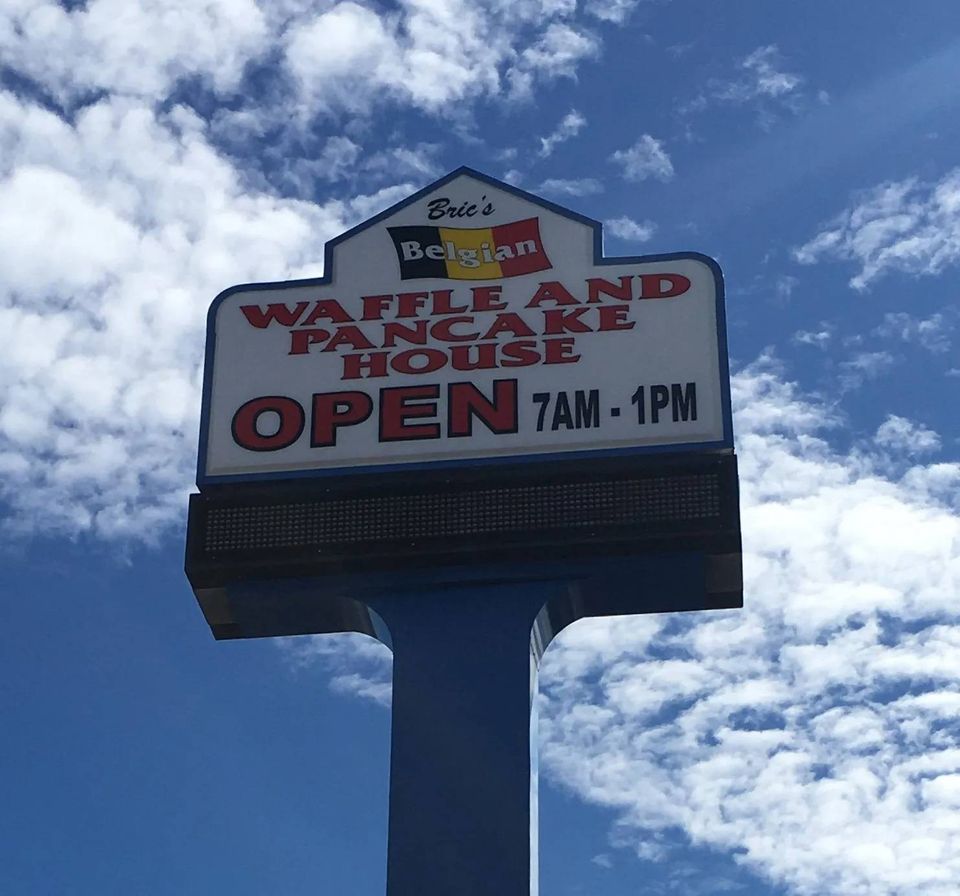 Bric's
Belgian
WAFFLE AND
PANCAKE
HOUSE
OPEN 7AM - 1PM